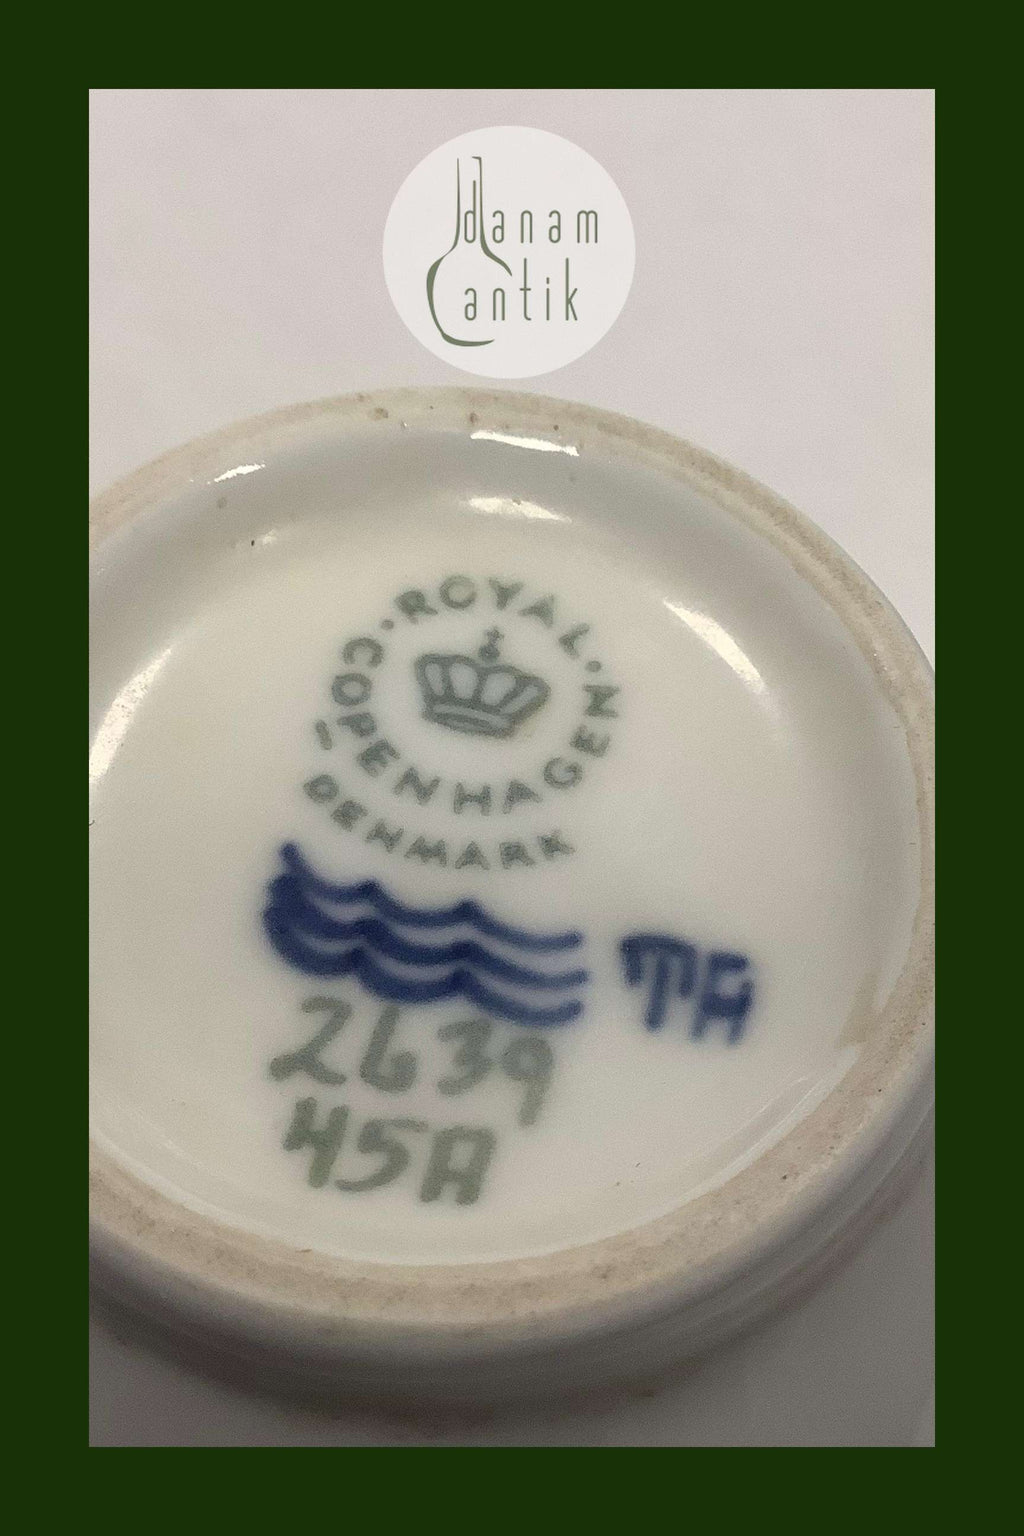 danam
antik
ROYAL
COPENHAGEN
DENMARK
TA
2639
45A